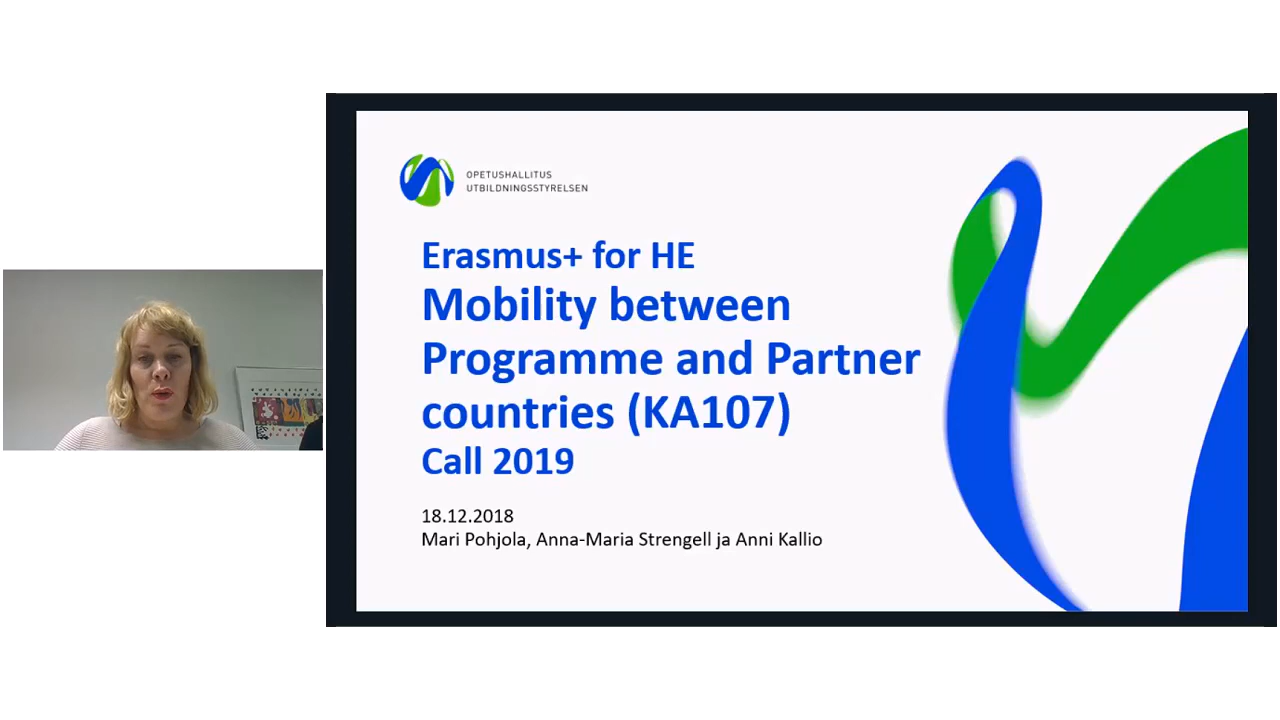 OPETUSHALLITUS
UTBILDNINGSSTYRELSEN
Erasmus+ for HE
Mobility between
Programme and Partner
countries (KA107)
Call 2019
18.12.2018
Mari Pohjola, Anna-Maria Strengell ja Anni Kallio